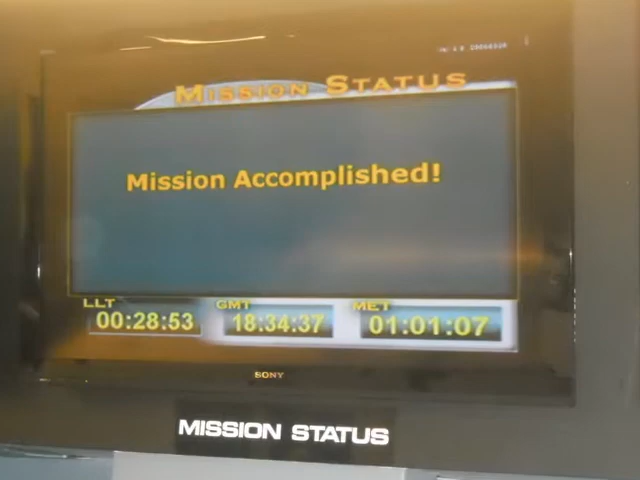 MISSION STATUS
Mission Accomplished!
LLT GMT MET
00:28:53 18:34:37 01:01:07
SONY
MISSION STATUS